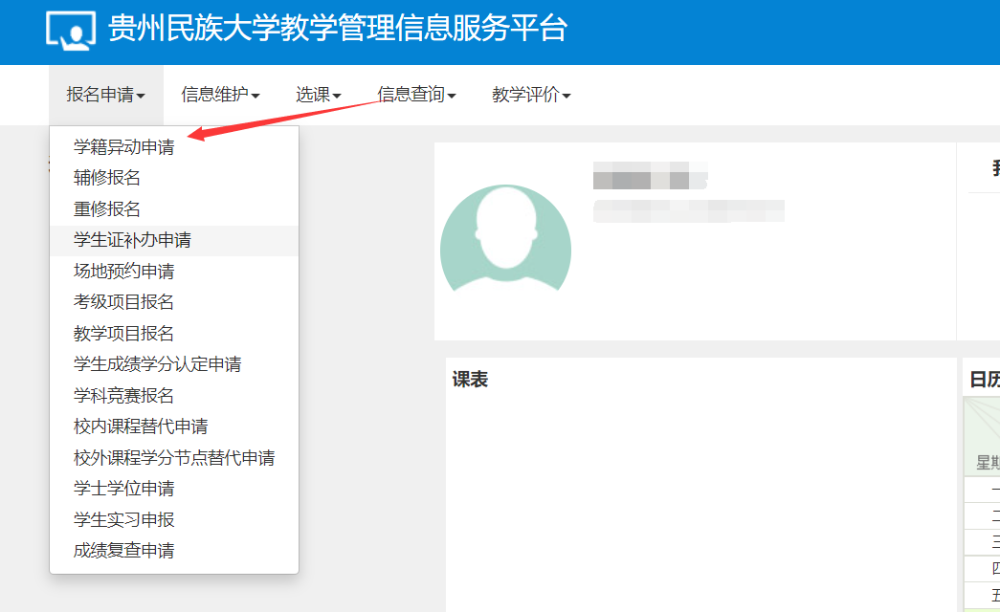 贵州民族大学教学管理信息服务平台
报名申请 信息维护 选课 信息查询 教学评价
学籍异动申请
辅修报名
重修报名
学生证补办申请
场地预约申请
考级项目报名
教学项目报名
学生成绩学分认定申请
学科竞赛报名
校内课程替代申请
校外课程学分节点替代申请
学士学位申请
学生实习申报
成绩复查申请
课表
日历
星期
一
二
三
四
五